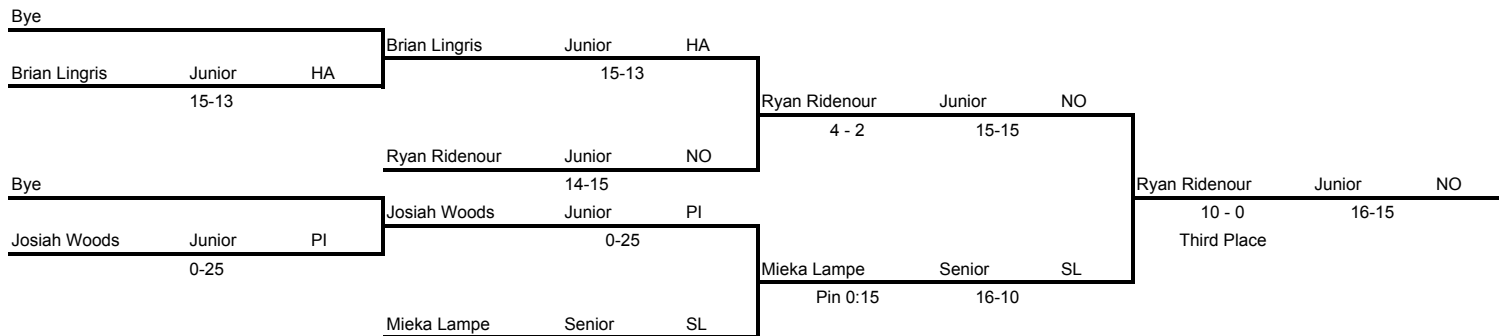 Bye
Brian Lingris Junior HA
Brian Lingris Junior HA
15-13
15-13
Ryan Ridenour Junior NO
4 - 2 15-15
Ryan Ridenour Junior NO
14-15
Bye
Ryan Ridenour Junior NO
Josiah Woods Junior PI
10 - 0 16-15
Josiah Woods Junior PI
0-25
Third Place
0-25
Mieka Lampe Senior SL
Pin 0:15 16-10
Mieka Lampe Senior SL